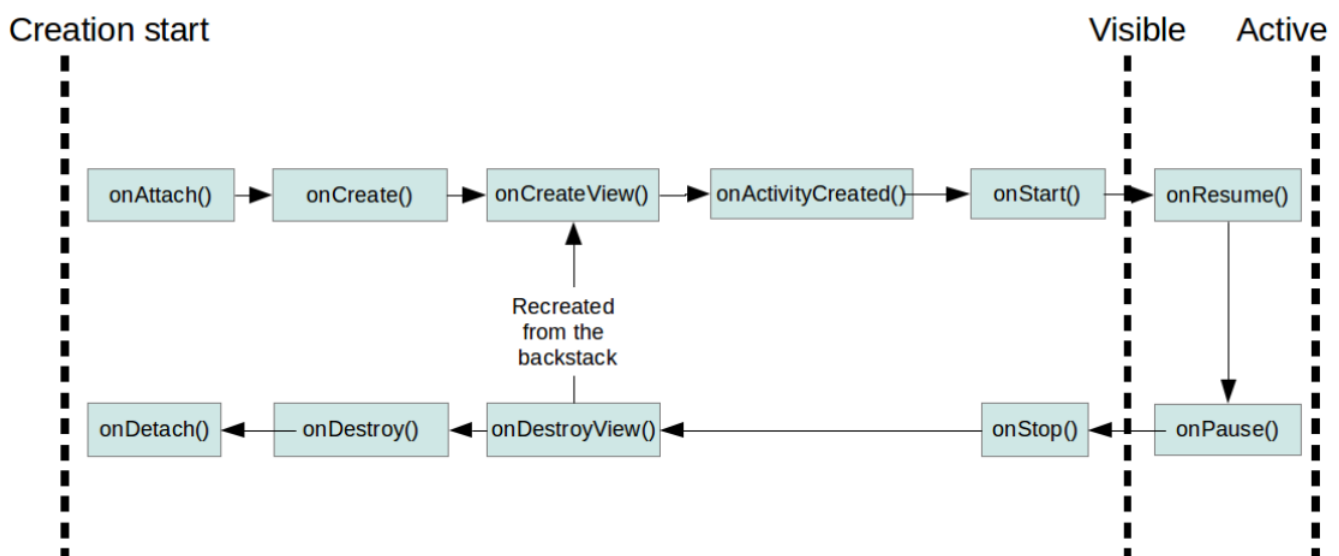 Creation start
Visible
Active
onAttach()
onCreate()
onCreateView()
onActivityCreated()
onStart()
onResume()
Recreated
from the
backstack
onDetach()
onDestroy()
onDestroyView()
onStop()
onPause()